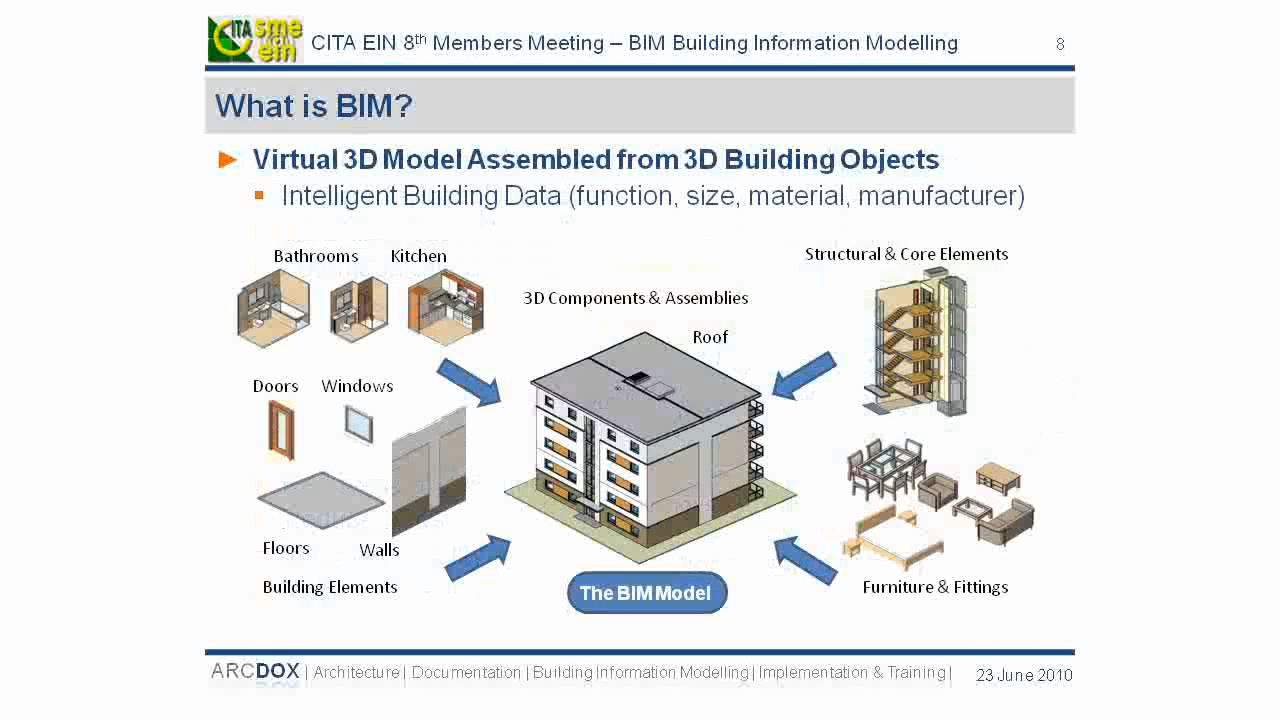 CITA sme
ein
CITA EIN 8th Members Meeting – BIM Building Information Modelling
8
What is BIM?
► Virtual 3D Model Assembled from 3D Building Objects
▪ Intelligent Building Data (function, size, material, manufacturer)
Bathrooms Kitchen
Structural & Core Elements
3D Components & Assemblies
Roof
Doors Windows
Floors Walls
Building Elements
The BIM Model
Furniture & Fittings
ARCDOX | Architecture | Documentation | Building Information Modelling | Implementation & Training |
23 June 2010